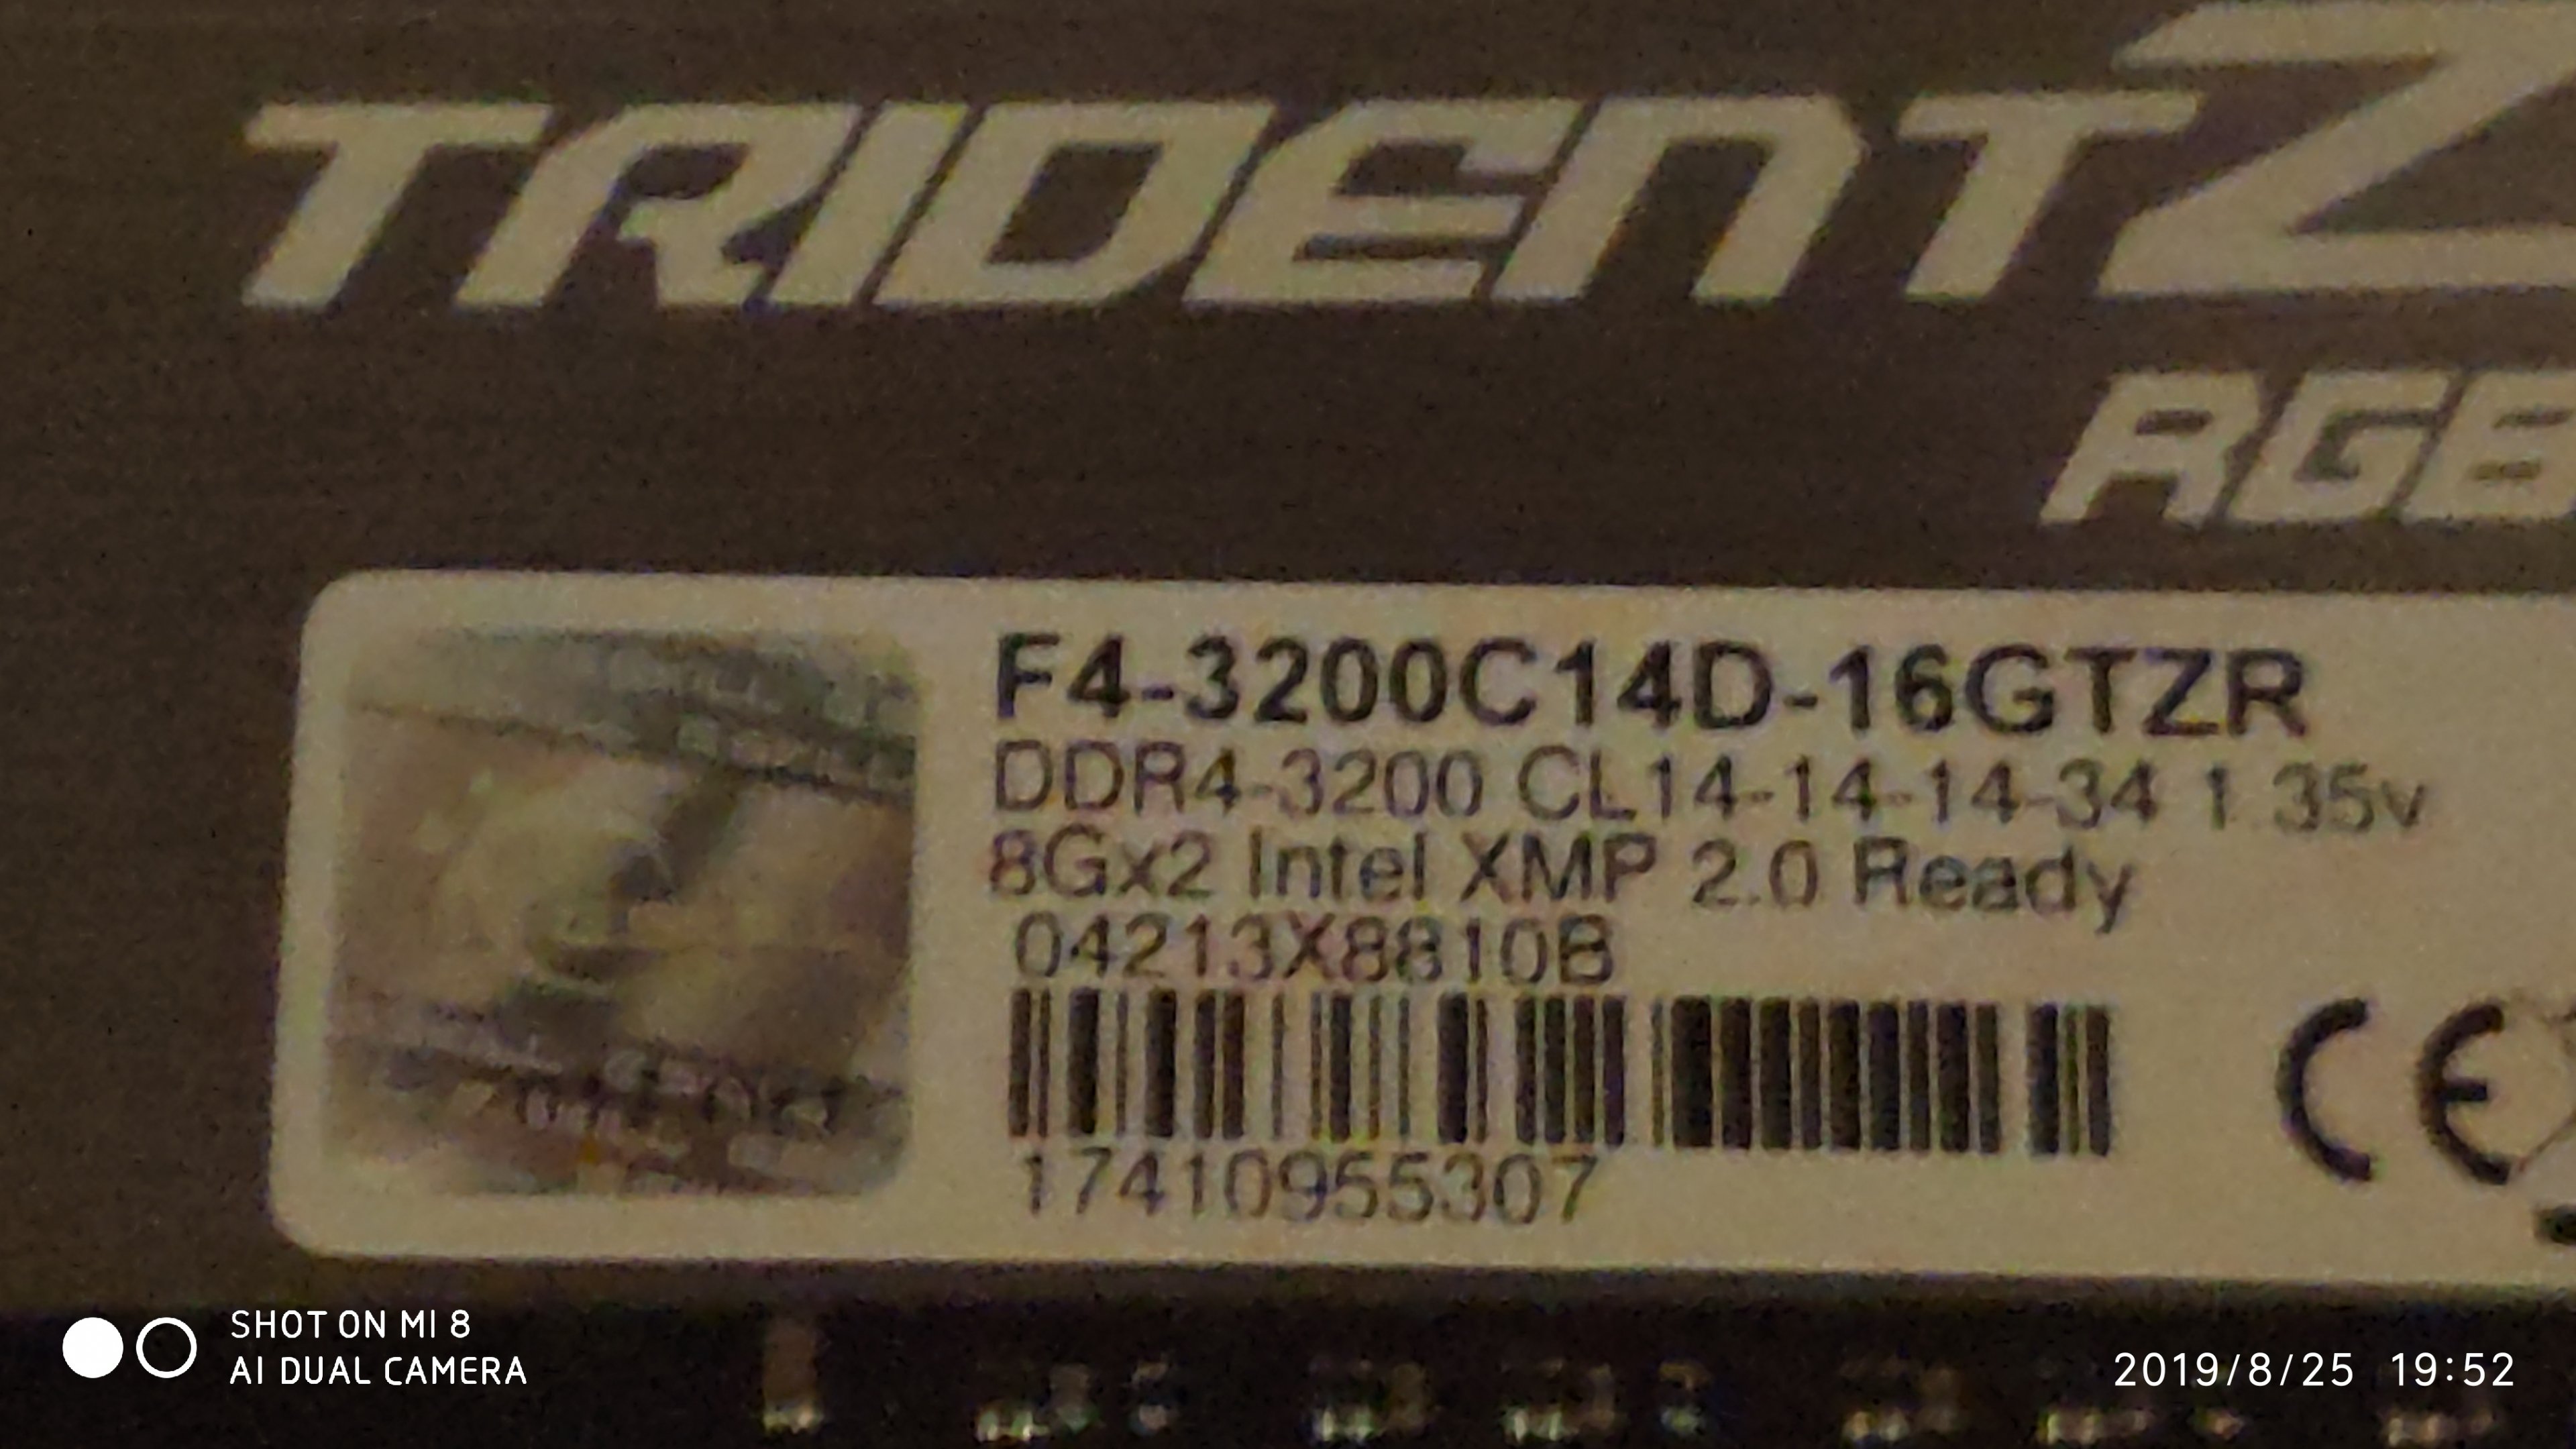 TRIDENTZ
RGB
F4-3200C14D-16GTZR
DDR4-3200 CL14-14-14-34 1.35v
8Gx2 Intel XMP 2.0 Ready
04213X8810B
17410955307
CE
SHOT ON MI 8
AI DUAL CAMERA
2019/8/25 19:52